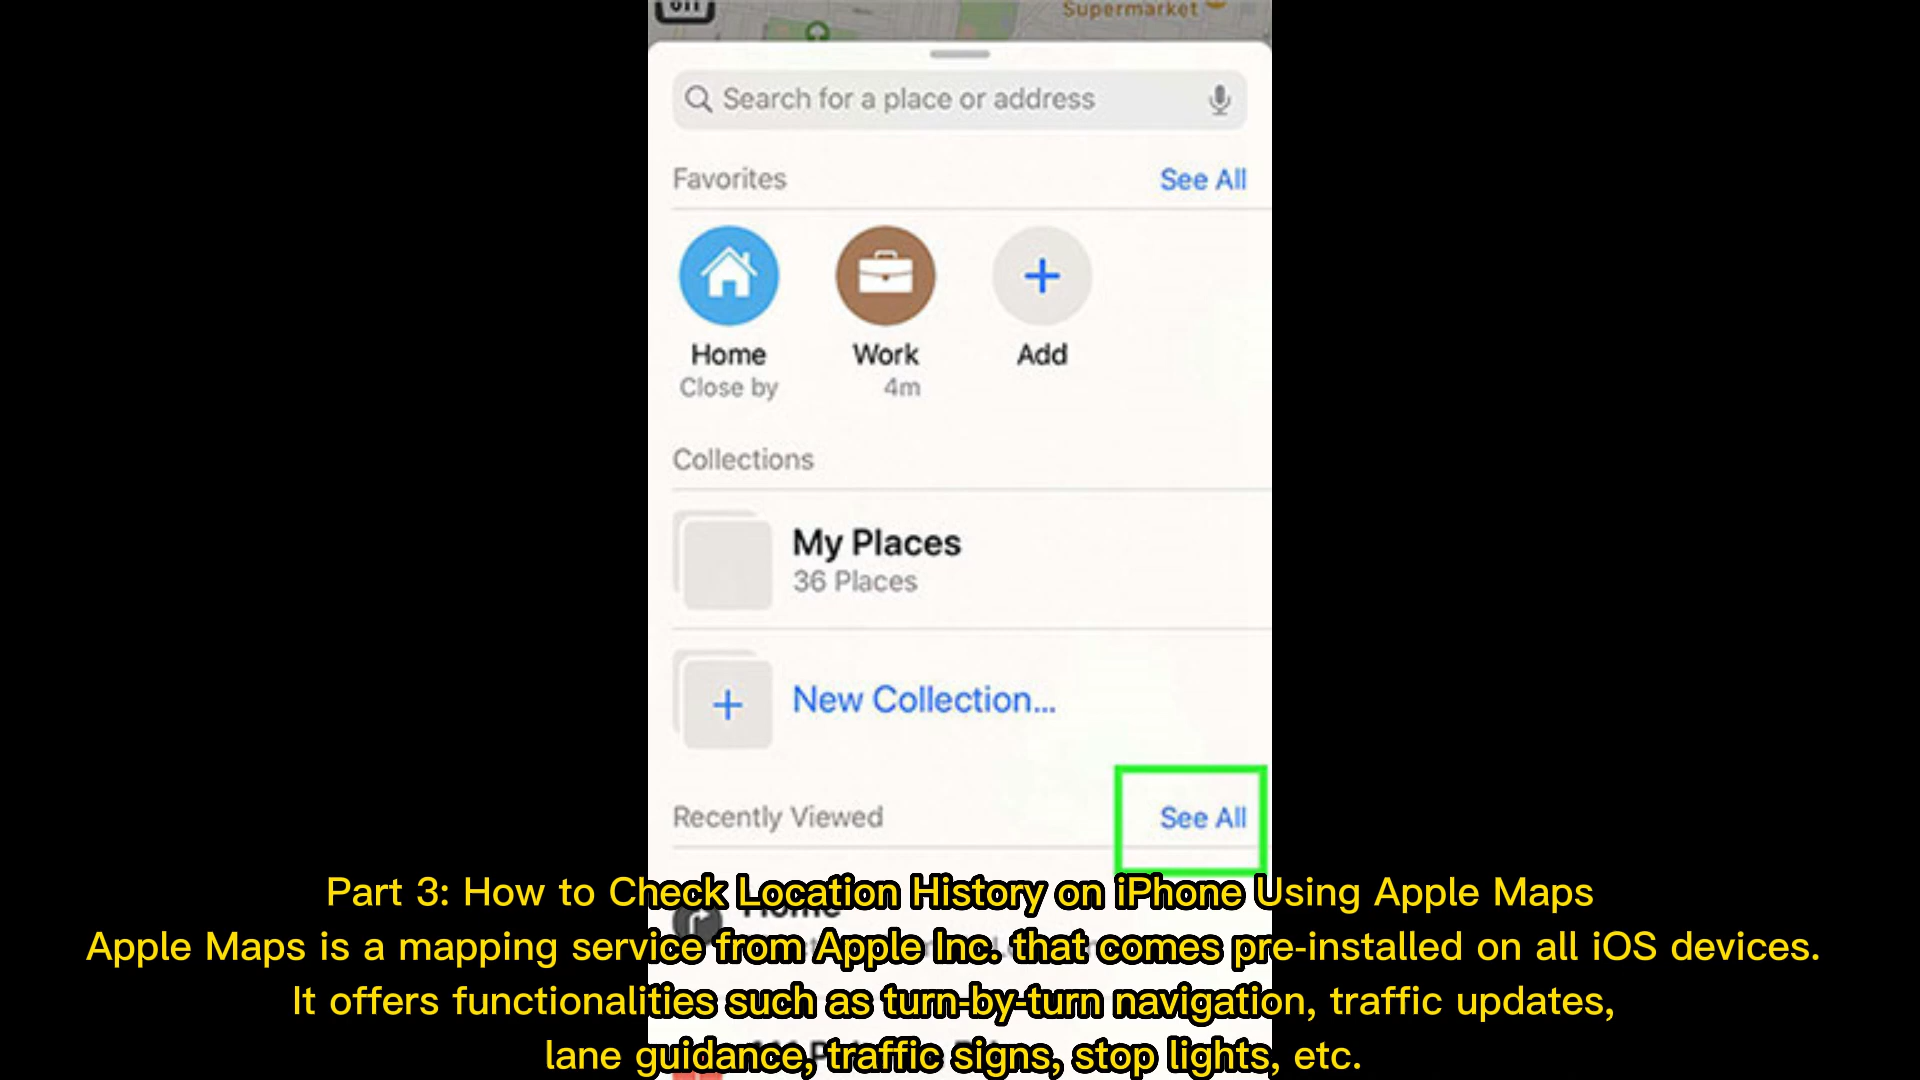 Supermarket
Search for a place or address
Favorites
See All
Home
Work
Add
Close by
4m
Collections
My Places
36 Places
New Collection...
Recently Viewed
See All
Home
Part 3: How to Check Location History on iPhone Using Apple Maps
Apple Maps is a mapping service from Apple Inc. that comes pre-installed on all iOS devices.
It offers functionalities such as turn-by-turn navigation, traffic updates,
lane guidance, traffic signs, stop lights, etc.